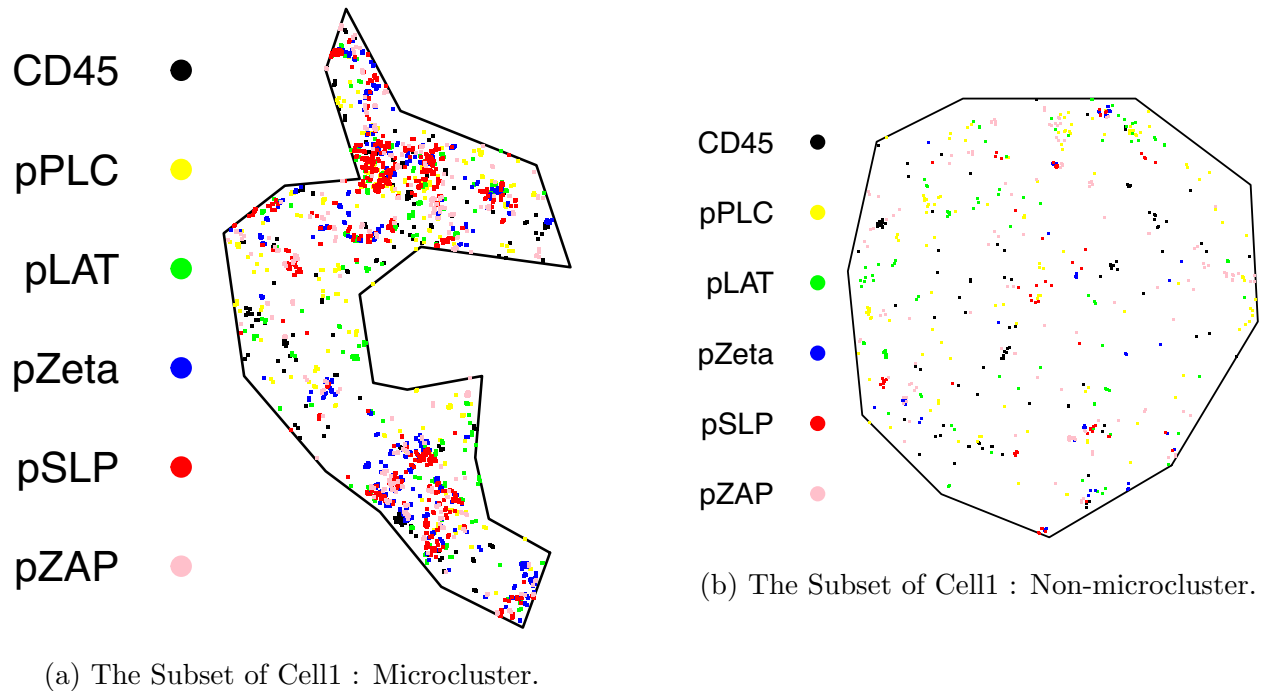 CD45
pPLC
pLAT
pZeta
pSLP
pZAP
(a) The Subset of Cell1 : Microcluster.
CD45
pPLC
pLAT
pZeta
pSLP
pZAP
(b) The Subset of Cell1 : Non-microcluster.